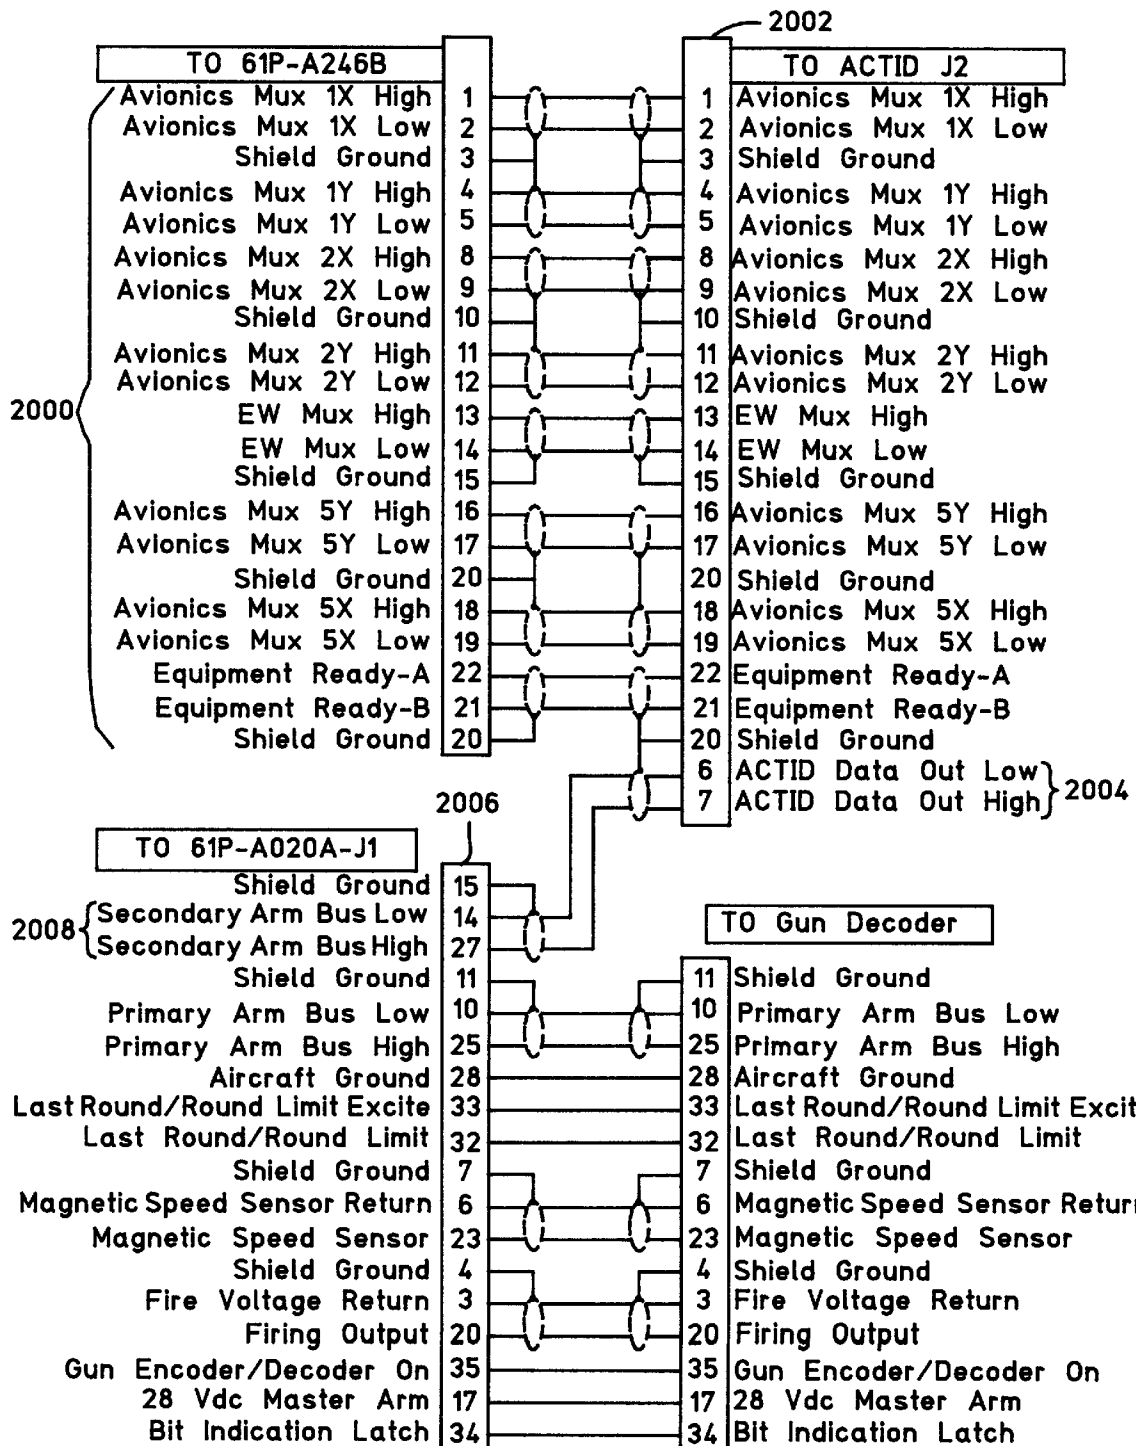 2002
TO 61P-A246B
TO ACTID J2
Avionics Mux 1X High 1 1 Avionics Mux 1X High
Avionics Mux 1X Low 2 2 Avionics Mux 1X Low
Shield Ground 3 3 Shield Ground
Avionics Mux 1Y High 4 4 Avionics Mux 1Y High
Avionics Mux 1Y Low 5 5 Avionics Mux 1Y Low
Avionics Mux 2X High 8 8 Avionics Mux 2X High
Avionics Mux 2X Low 9 9 Avionics Mux 2X Low
Shield Ground 10 10 Shield Ground
Avionics Mux 2Y High 11 11 Avionics Mux 2Y High
Avionics Mux 2Y Low 12 12 Avionics Mux 2Y Low
2000
EW Mux High 13 13 EW Mux High
EW Mux Low 14 14 EW Mux Low
Shield Ground 15 15 Shield Ground
Avionics Mux 5Y High 16 16 Avionics Mux 5Y High
Avionics Mux 5Y Low 17 17 Avionics Mux 5Y Low
Shield Ground 20 20 Shield Ground
Avionics Mux 5X High 18 18 Avionics Mux 5X High
Avionics Mux 5X Low 19 19 Avionics Mux 5X Low
Equipment Ready-A 22 22 Equipment Ready-A
Equipment Ready-B 21 21 Equipment Ready-B
Shield Ground 20 20 Shield Ground
6 ACTID Data Out Low
7 ACTID Data Out High
2004
2006
TO 61P-A020A-J1
Shield Ground 15
Secondary Arm Bus Low 14
2008
Secondary Arm Bus High 27
TO Gun Decoder
Shield Ground 11 11 Shield Ground
Primary Arm Bus Low 10 10 Primary Arm Bus Low
Primary Arm Bus High 25 25 Primary Arm Bus High
Aircraft Ground 28 28 Aircraft Ground
Last Round/Round Limit Excite 33 33 Last Round/Round Limit Excit
Last Round/Round Limit 32 32 Last Round/Round Limit
Shield Ground 7 7 Shield Ground
Magnetic Speed Sensor Return 6 6 Magnetic Speed Sensor Return
Magnetic Speed Sensor 23 23 Magnetic Speed Sensor
Shield Ground 4 4 Shield Ground
Fire Voltage Return 3 3 Fire Voltage Return
Firing Output 20 20 Firing Output
Gun Encoder/Decoder On 35 35 Gun Encoder/Decoder On
28 Vdc Master Arm 17 17 28 Vdc Master Arm
Bit Indication Latch 34 34 Bit Indication Latch